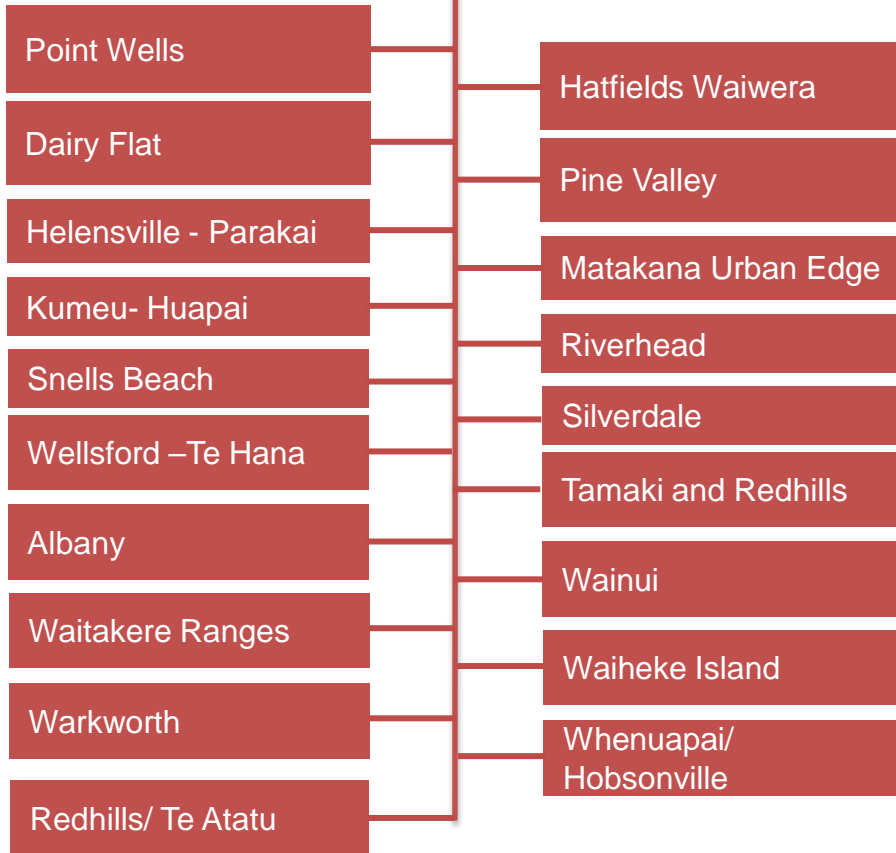 Point Wells
Dairy Flat
Helensville - Parakai
Kumeu- Huapai
Snells Beach
Wellsford –Te Hana
Albany
Waitakere Ranges
Warkworth
Redhills/ Te Atatu
Hatfields Waiwera
Pine Valley
Matakana Urban Edge
Riverhead
Silverdale
Tamaki and Redhills
Wainui
Waiheke Island
Whenuapai/
Hobsonville